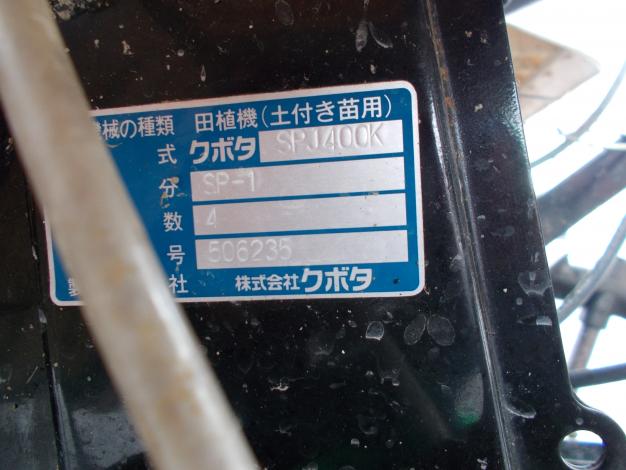 械の種類 田植機(土付き苗用)
式 クボタ SPJ400K
分 SP-1
数 4
号 506235
製 社 株式会社クボタ